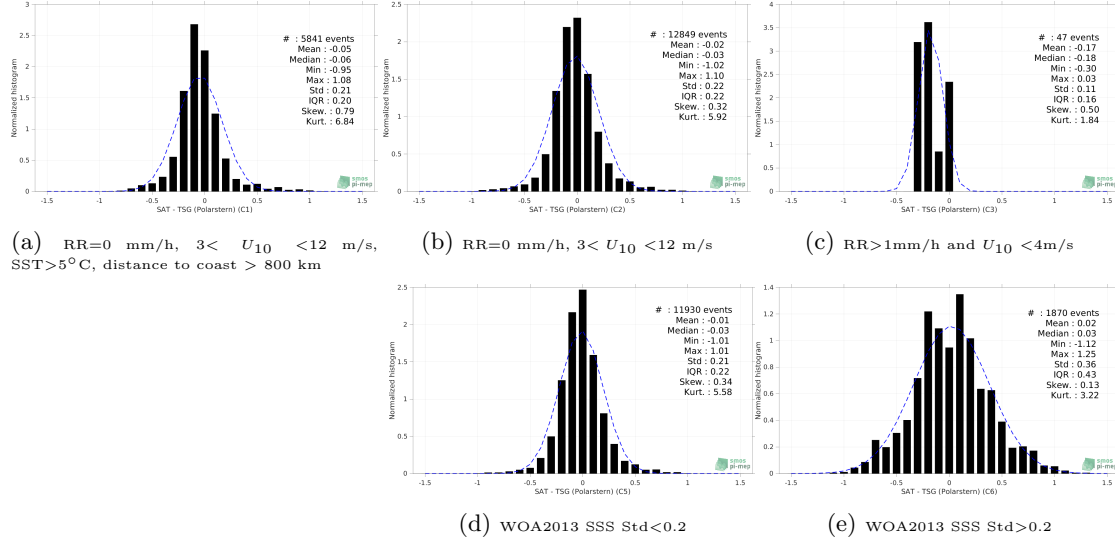 3
2.5
2
1.5
1
0.5
0
-1.5 -1 -0.5 0 0.5 1 1.5
Normalized histogram
SAT - TSG (Polarstern) (C1)
# : 5841 events
Mean : -0.05
Median : -0.06
Min : -0.95
Max : 1.08
Std : 0.21
IQR : 0.20
Skew. : 0.79
Kurt. : 6.84
smos
pi-mep
(a) RR=0 mm/h, 3< U10 <12 m/s,
SST>5°C, distance to coast > 800 km
2.5
2
1.5
1
0.5
0
-1.5 -1 -0.5 0 0.5 1 1.5
Normalized histogram
SAT - TSG (Polarstern) (C2)
# : 12849 events
Mean : -0.02
Median : -0.03
Min : -1.02
Max : 1.10
Std : 0.22
IQR : 0.22
Skew. : 0.32
Kurt. : 5.92
smos
pi-mep
(b) RR=0 mm/h, 3< U10 <12 m/s
4
3.5
3
2.5
2
1.5
1
0.5
0
-1.5 -1 -0.5 0 0.5 1 1.5
Normalized histogram
SAT - TSG (Polarstern) (C3)
# : 47 events
Mean : -0.17
Median : -0.18
Min : -0.30
Max : 0.03
Std : 0.11
IQR : 0.16
Skew. : 0.50
Kurt. : 1.84
smos
pi-mep
(c) RR>1mm/h and U10 <4m/s
2.5
2
1.5
1
0.5
0
-1.5 -1 -0.5 0 0.5 1 1.5
Normalized histogram
SAT - TSG (Polarstern) (C5)
# : 11930 events
Mean : -0.01
Median : -0.03
Min : -1.01
Max : 1.01
Std : 0.21
IQR : 0.22
Skew. : 0.34
Kurt. : 5.58
smos
pi-mep
(d) WOA2013 SSS Std<0.2
1.4
1.2
1
0.8
0.6
0.4
0.2
0
-1.5 -1 -0.5 0 0.5 1 1.5
Normalized histogram
SAT - TSG (Polarstern) (C6)
# : 1870 events
Mean : 0.02
Median : 0.03
Min : -1.12
Max : 1.25
Std : 0.36
IQR : 0.43
Skew. : 0.13
Kurt. : 3.22
smos
pi-mep
(e) WOA2013 SSS Std>0.2